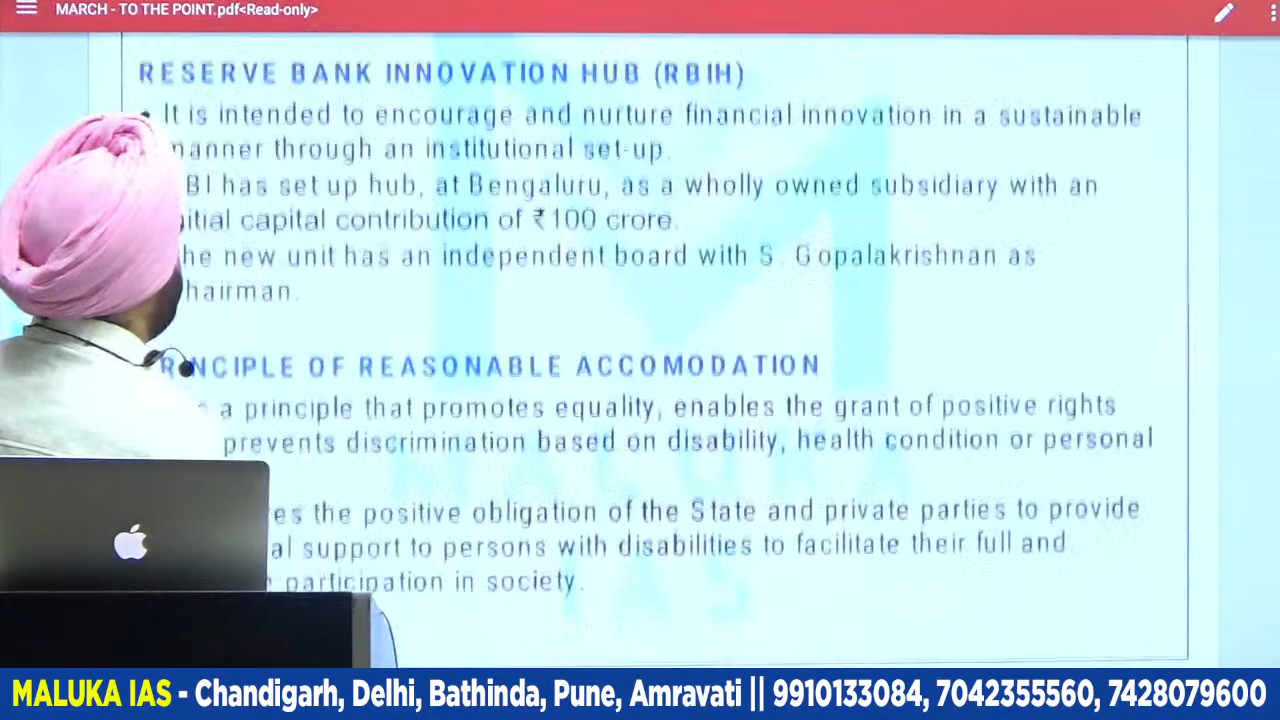 MARCH - TO THE POINT.pdf<Read-only>
RESERVE BANK INNOVATION HUB (RBIH)
It is intended to encourage and nurture financial innovation in a sustainable
manner through an institutional set-up.
BI has set up hub, at Bengaluru, as a wholly owned subsidiary with an
itial capital contribution of ₹100 crore.
he new unit has an independent board with S. Gopalakrishnan as
hairman.
PRINCIPLE OF REASONABLE ACCOMODATION
a principle that promotes equality, enables the grant of positive rights
prevents discrimination based on disability, health condition or personal
es the positive obligation of the State and private parties to provide
al support to persons with disabilities to facilitate their full and
participation in society.
MALUKA
IAS
MALUKA IAS - Chandigarh, Delhi, Bathinda, Pune, Amravati || 9910133084, 7042355560, 7428079600